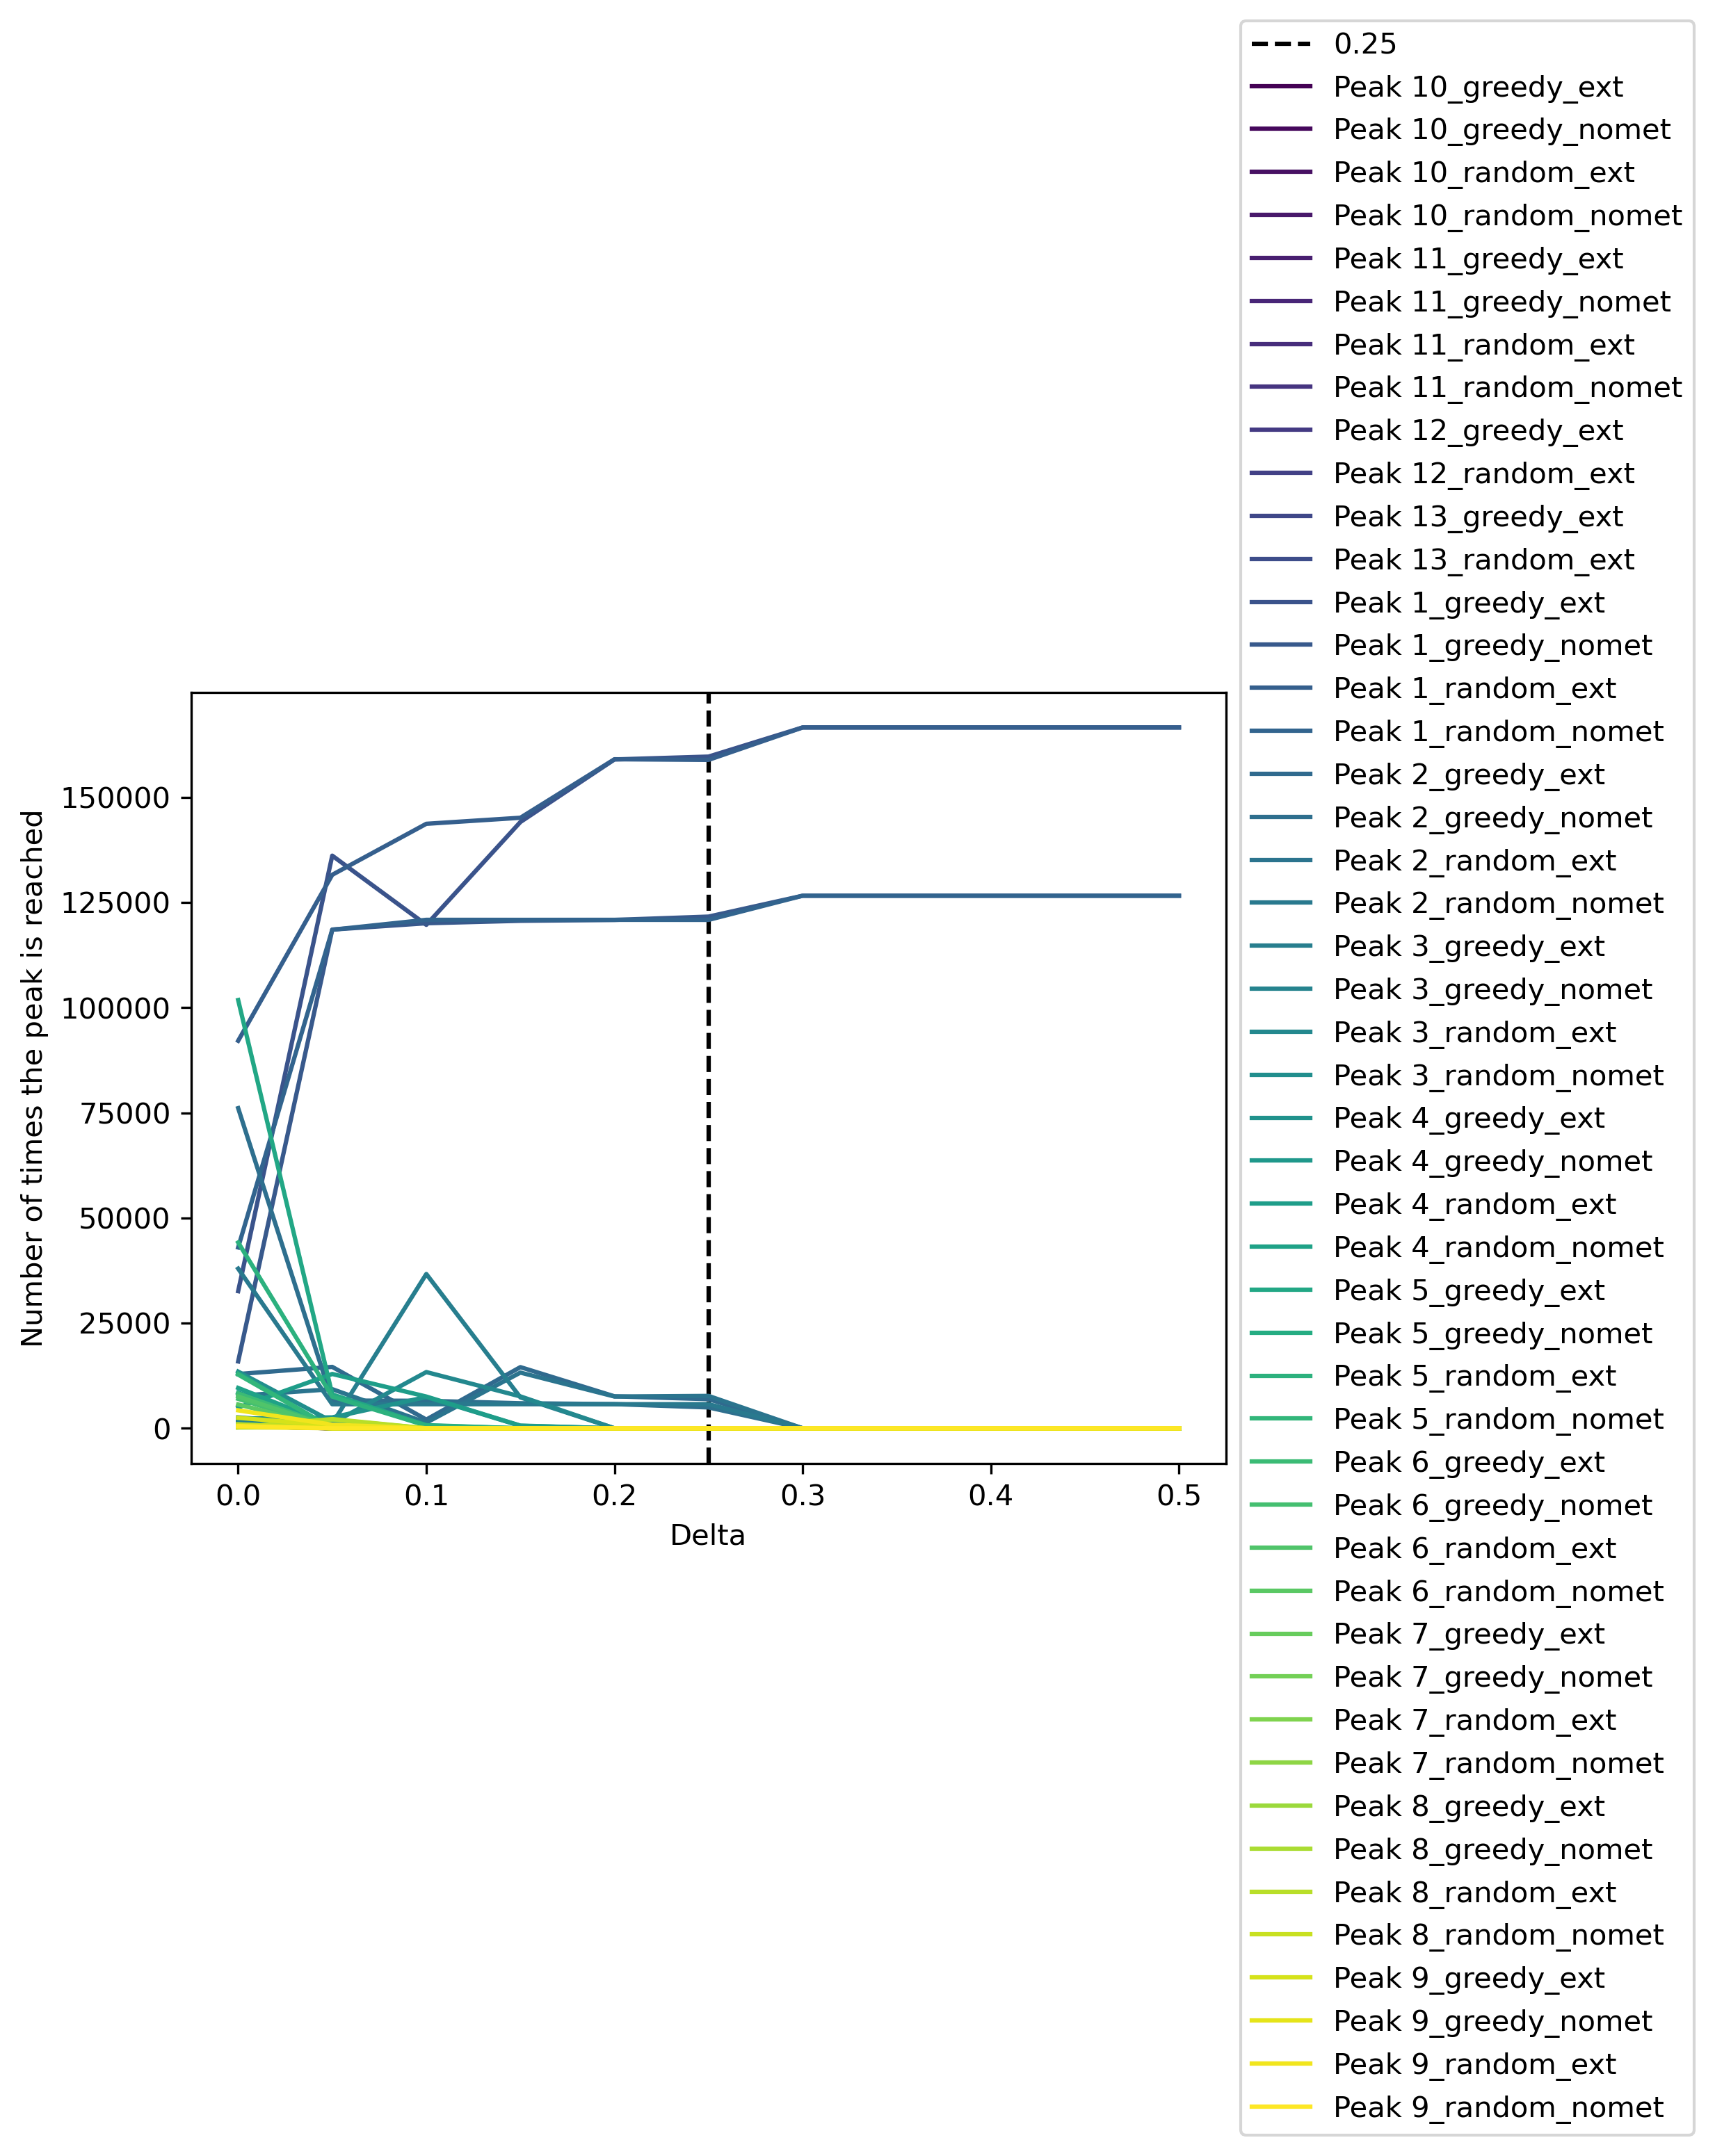 0.25
Peak 10_greedy_ext
Peak 10_greedy_nomet
Peak 10_random_ext
Peak 10_random_nomet
Peak 11_greedy_ext
Peak 11_greedy_nomet
Peak 11_random_ext
Peak 11_random_nomet
Peak 12_greedy_ext
Peak 12_random_ext
Peak 13_greedy_ext
Peak 13_random_ext
Peak 1_greedy_ext
Peak 1_greedy_nomet
Peak 1_random_ext
Peak 1_random_nomet
Peak 2_greedy_ext
Peak 2_greedy_nomet
Peak 2_random_ext
Peak 2_random_nomet
Peak 3_greedy_ext
Peak 3_greedy_nomet
Peak 3_random_ext
Peak 3_random_nomet
Peak 4_greedy_ext
Peak 4_greedy_nomet
Peak 4_random_ext
Peak 4_random_nomet
Peak 5_greedy_ext
Peak 5_greedy_nomet
Peak 5_random_ext
Peak 5_random_nomet
Peak 6_greedy_ext
Peak 6_greedy_nomet
Peak 6_random_ext
Peak 6_random_nomet
Peak 7_greedy_ext
Peak 7_greedy_nomet
Peak 7_random_ext
Peak 7_random_nomet
Peak 8_greedy_ext
Peak 8_greedy_nomet
Peak 8_random_ext
Peak 8_random_nomet
Peak 9_greedy_ext
Peak 9_greedy_nomet
Peak 9_random_ext
Peak 9_random_nomet
Number of times the peak is reached
150000
125000
100000
75000
50000
25000
0
0.0 0.1 0.2 0.3 0.4 0.5
Delta